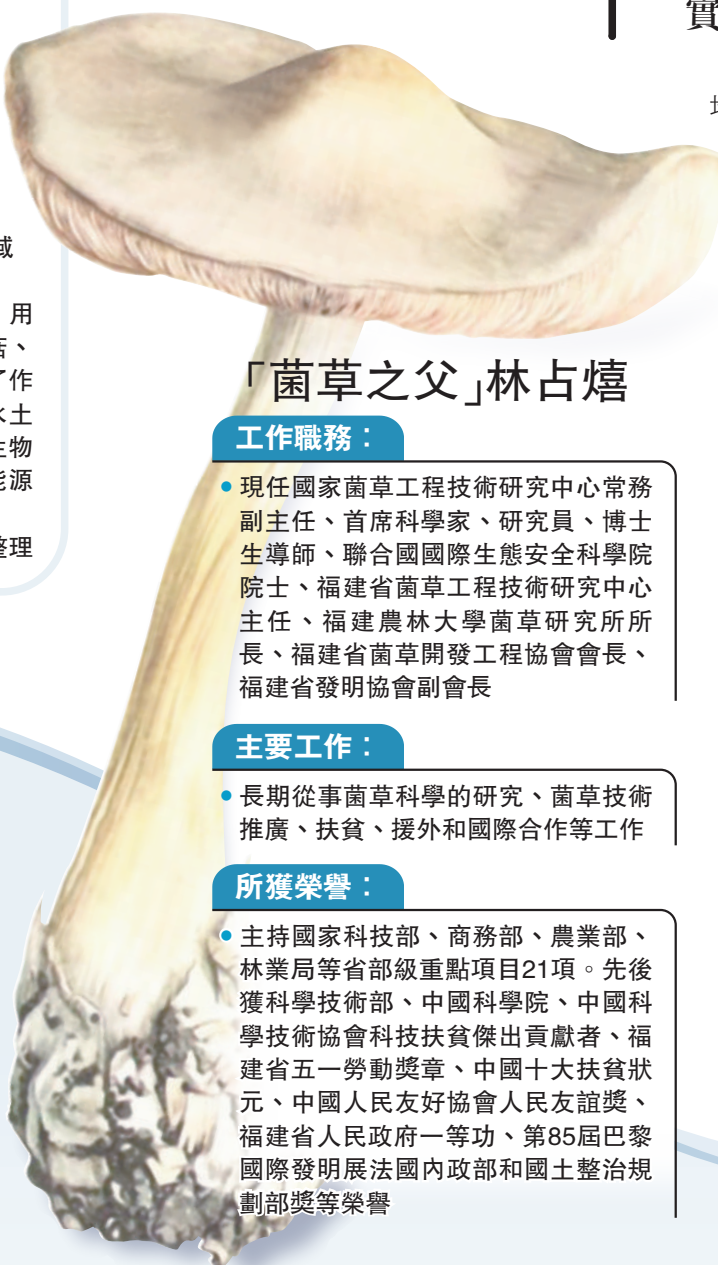 實
域
用
菇、
了作
水土
生物
能源
整理
「菌草之父」林占熺
工作職務：
• 現任國家菌草工程技術研究中心常務
副主任、首席科學家、研究員、博士
生導師、聯合國國際生態安全科學院
院士、福建省菌草工程技術研究中心
主任、福建農林大學菌草研究所所
長、福建省菌草開發工程協會會長、
福建省發明協會副會長
主要工作：
• 長期從事菌草科學的研究、菌草技術
推廣、扶貧、援外和國際合作等工作
所獲榮譽：
• 主持國家科技部、商務部、農業部、
林業局等省部級重點項目21項。先後
獲科學技術部、中國科學院、中國科
學技術協會科技扶貧傑出貢獻者、福
建省五一勞動獎章、中國十大扶貧狀
元、中國人民友好協會人民友誼獎、
福建省人民政府一等功、第85屆巴黎
國際發明展法國內政部和國土整治規
劃部獎等榮譽